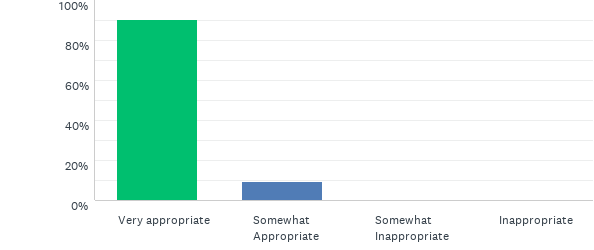 100%
80%
60%
40%
20%
0%
Very appropriate
Somewhat
Appropriate
Somewhat
Inappropriate
Inappropriate